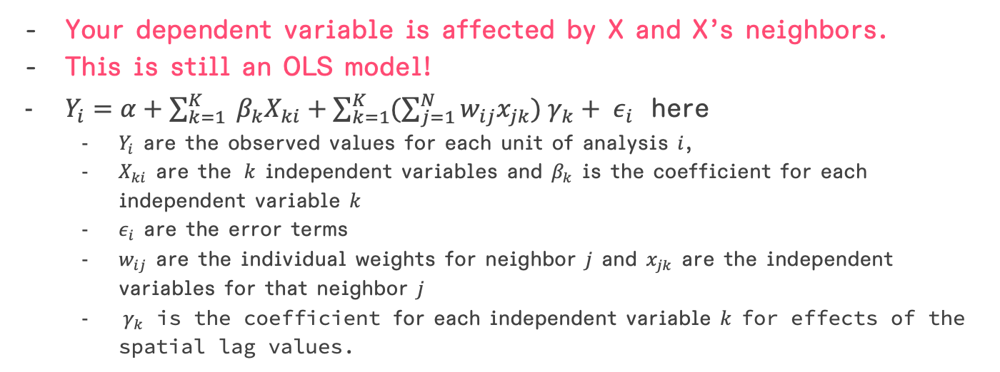 - Your dependent variable is affected by X and X’s neighbors.
- This is still an OLS model!
- $Y_i = \alpha + \sum_{k=1}^{K} \beta_k X_{ki} + \sum_{k=1}^{K} (\sum_{j=1}^{N} w_{ij} x_{jk}) \gamma_k + \epsilon_i$ here
- $Y_i$ are the observed values for each unit of analysis $i$,
- $X_{ki}$ are the $k$ independent variables and $\beta_k$ is the coefficient for each
independent variable $k$
- $\epsilon_i$ are the error terms
- $w_{ij}$ are the individual weights for neighbor $j$ and $x_{jk}$ are the independent
variables for that neighbor $j$
- $\gamma_k$ is the coefficient for each independent variable $k$ for effects of the
spatial lag values.